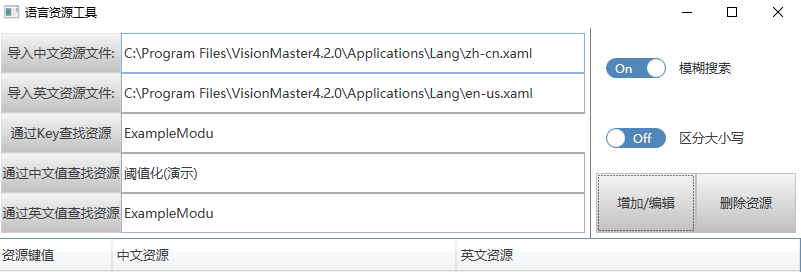 语言资源工具
导入中文资源文件: C:\Program Files\VisionMaster4.2.0\Applications\Lang\zh-cn.xaml
On 模糊搜索
导入英文资源文件: C:\Program Files\VisionMaster4.2.0\Applications\Lang\en-us.xaml
通过Key查找资源 ExampleModu
Off 区分大小写
通过中文值查找资源 阈值化(演示)
通过英文值查找资源 ExampleModu
增加/编辑 删除资源
资源键值 中文资源 英文资源